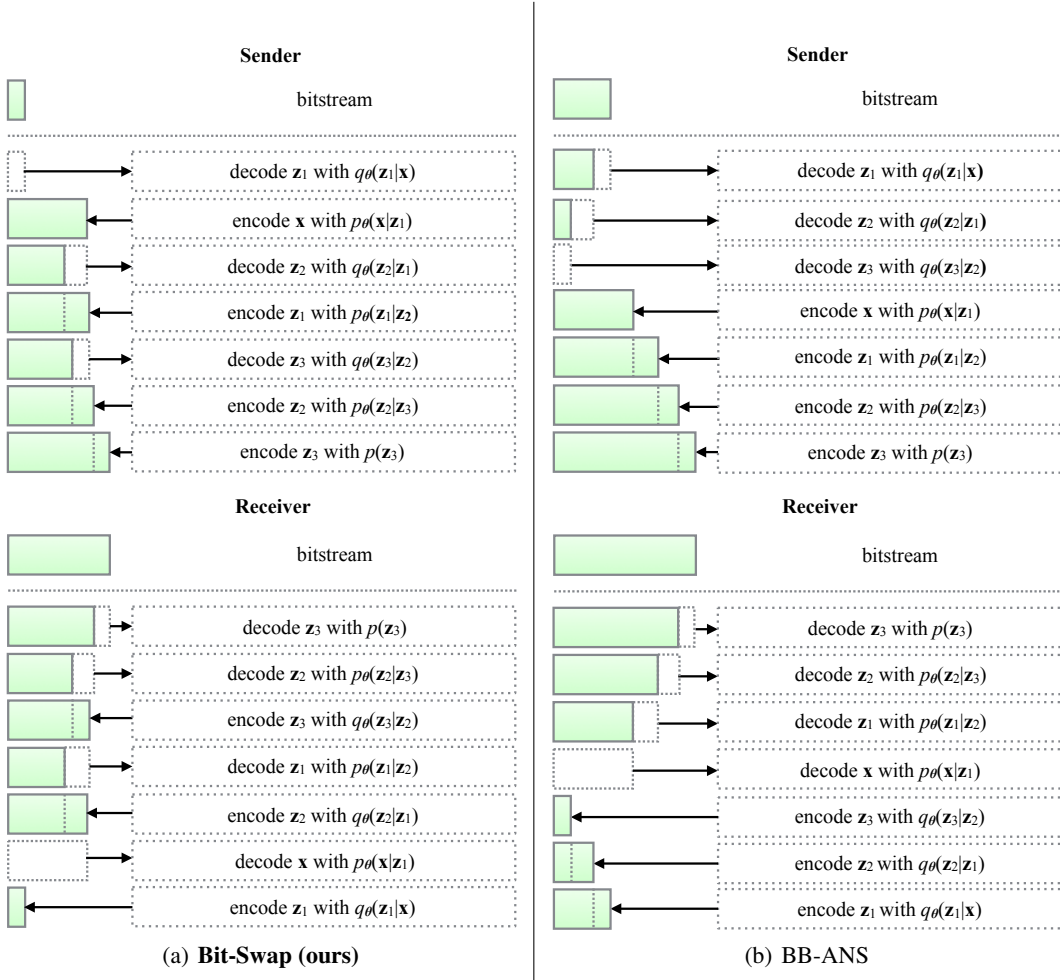 Sender
bitstream
decode z₁ with qθ(z₁|x)
encode x with pθ(x|z₁)
decode z₂ with qθ(z₂|z₁)
encode z₁ with pθ(z₁|z₂)
decode z₃ with qθ(z₃|z₂)
encode z₂ with pθ(z₂|z₃)
encode z₃ with p(z₃)
Receiver
bitstream
decode z₃ with p(z₃)
decode z₂ with pθ(z₂|z₃)
encode z₃ with qθ(z₃|z₂)
decode z₁ with pθ(z₁|z₂)
encode z₂ with qθ(z₂|z₁)
decode x with pθ(x|z₁)
encode z₁ with qθ(z₁|x)
(a) Bit-Swap (ours)
Sender
bitstream
decode z₁ with qθ(z₁|x)
decode z₂ with qθ(z₂|z₁)
decode z₃ with qθ(z₃|z₂)
encode x with pθ(x|z₁)
encode z₁ with pθ(z₁|z₂)
encode z₂ with pθ(z₂|z₃)
encode z₃ with p(z₃)
Receiver
bitstream
decode z₃ with p(z₃)
decode z₂ with pθ(z₂|z₃)
decode z₁ with pθ(z₁|z₂)
decode x with pθ(x|z₁)
encode z₃ with qθ(z₃|z₂)
encode z₂ with qθ(z₂|z₁)
encode z₁ with qθ(z₁|x)
(b) BB-ANS